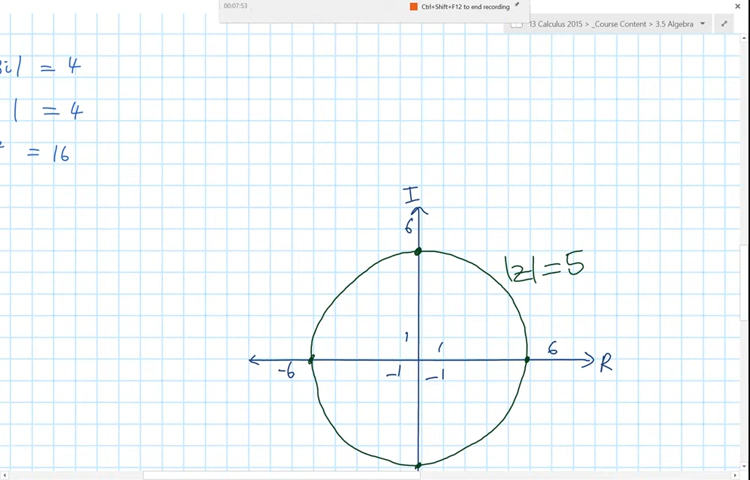 00:07:53
Ctrl+Shift+F12 to end recording
13 Calculus 2015 > _Course Content > 3.5 Algebra
| = 4
| = 4
= 16
I
6
|z| = 5
1 1
-6 6 R
-1 -1